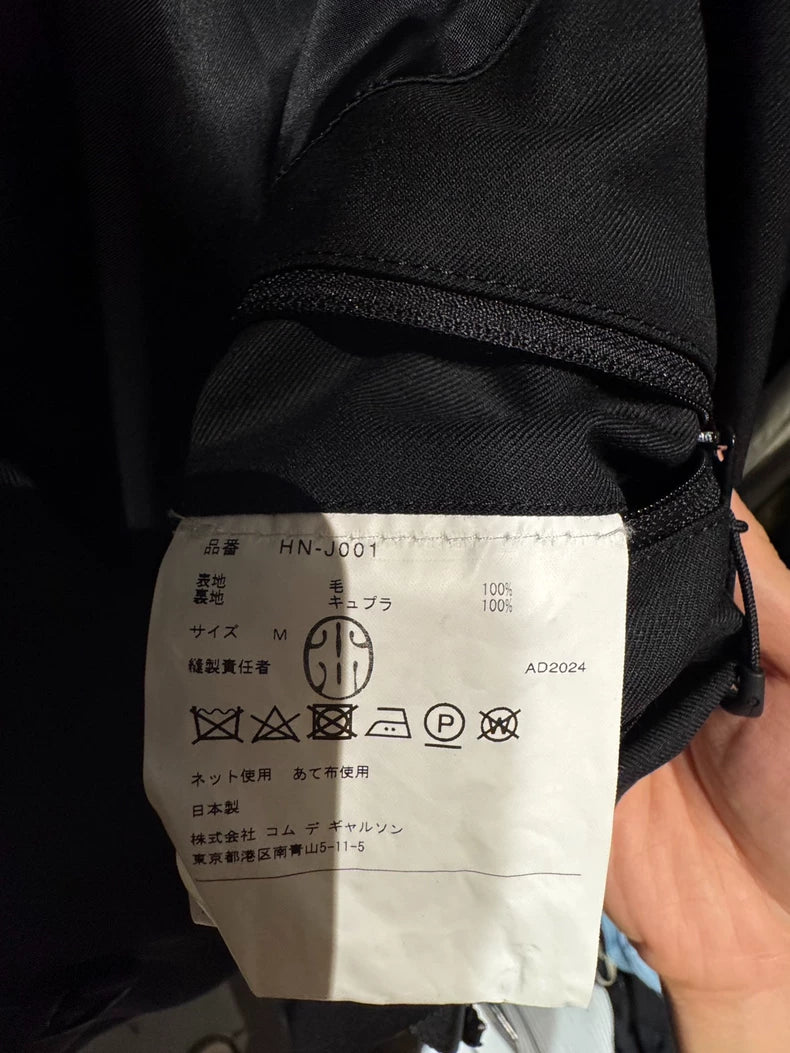 品番 HN-J001
表地 毛 100%
裏地 キュプラ 100%
サイズ M
縫製責任者 AD2024
P
W
ネット使用 あて布使用
日本製
株式会社 コム デ ギャルソン
東京都港区南青山5-11-5